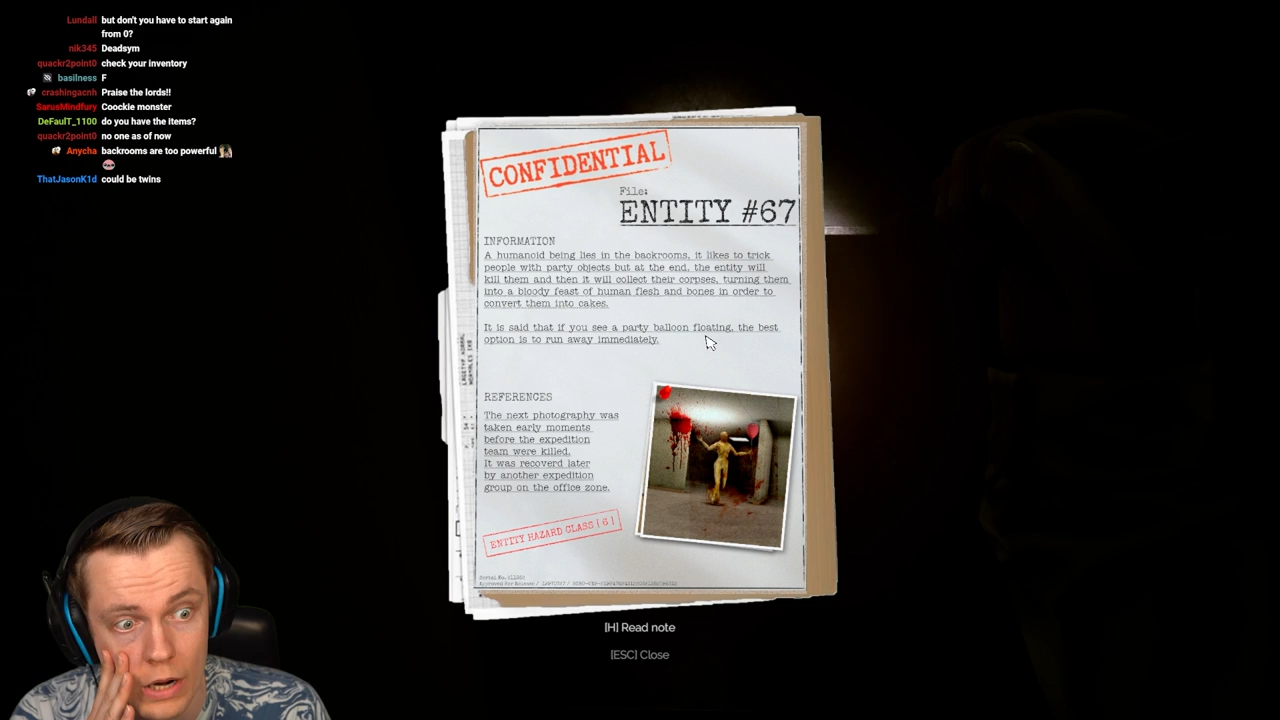 Lundall but don't you have to start again
from 0?
nik345 Deadsym
quackr2point0 check your inventory
basilness F
crashingacnh Praise the lords!!
SarusMindfury Coockie monster
DeFaulT_1100 do you have the items?
quackr2point0 no one as of now
Anycha backrooms are too powerful
ThatJasonK1d could be twins
CONFIDENTIAL
File:
ENTITY #67
INFORMATION
A humanoid being lies in the backrooms, it likes to trick
people with party objects but at the end, the entity will
kill them and then it will collect their corpses, turning them
into a bloody feast of human flesh and bones in order to
convert them into cakes.
It is said that if you see a party balloon floating, the best
option is to run away immediately.
REFERENCES
The next photography was
taken early moments
before the expedition
team were killed.
It was recoverd later
by another expedition
group on the office zone.
ENTITY HAZARD CLASS [ 6 ]
[H] Read note
[ESC] Close